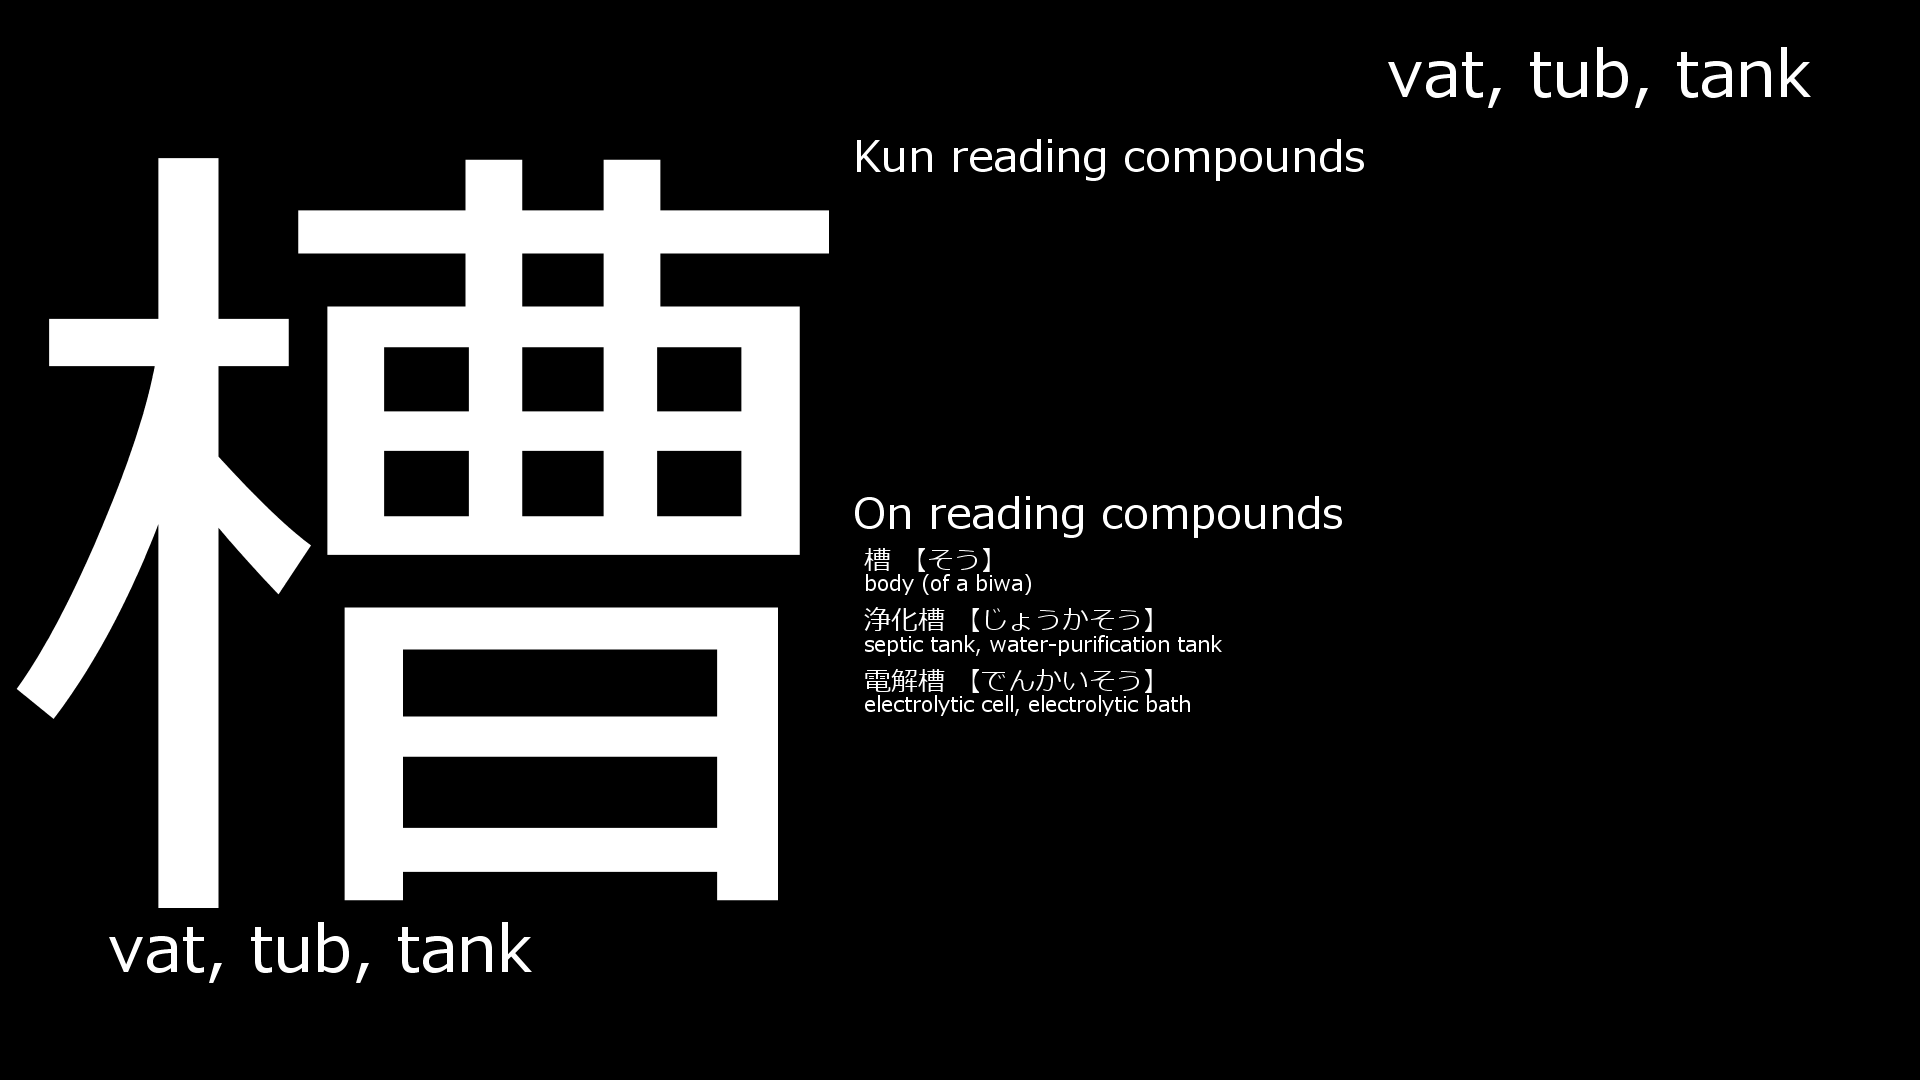 vat, tub, tank
槽
Kun reading compounds
On reading compounds
槽 【そう】
body (of a biwa)
浄化槽 【じょうかそう】
septic tank, water-purification tank
電解槽 【でんかいそう】
electrolytic cell, electrolytic bath
vat, tub, tank